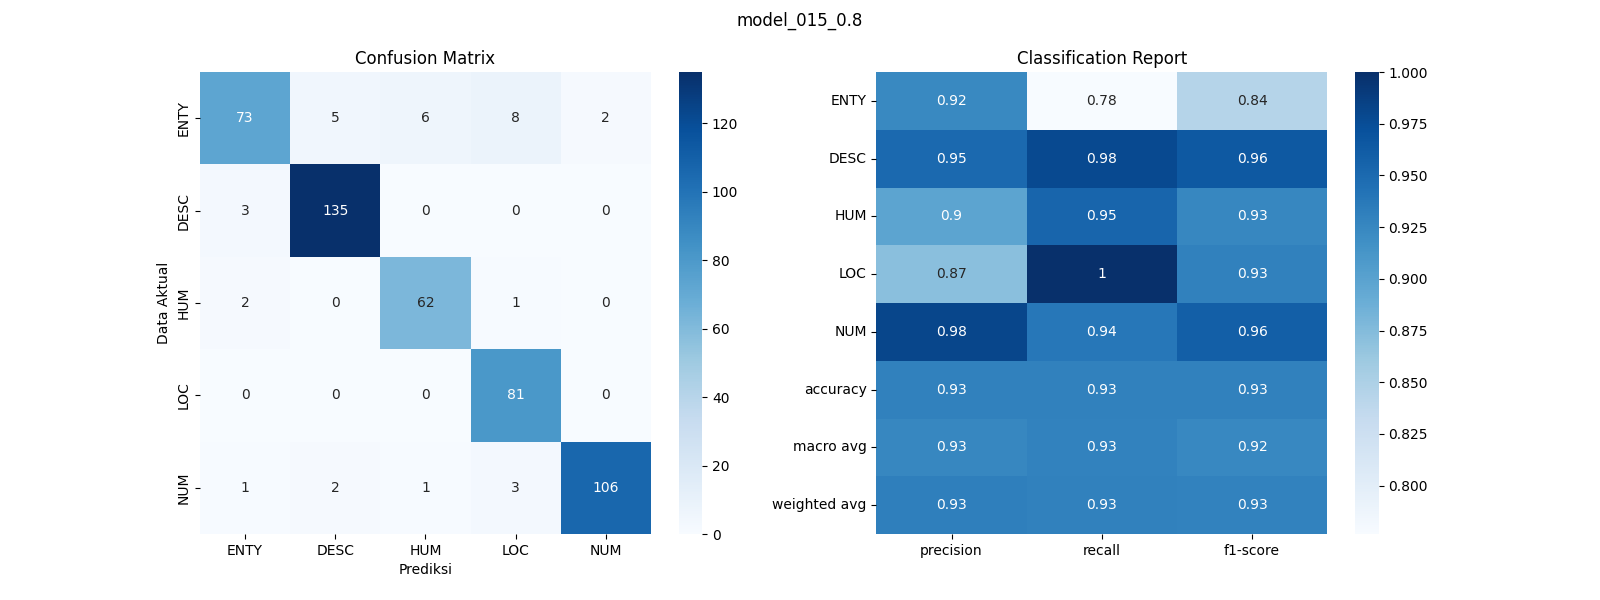 model_015_0.8
Confusion Matrix
Data Aktual
ENTY 73 5 6 8 2
DESC 3 135 0 0 0
HUM 2 0 62 1 0
LOC 0 0 0 81 0
NUM 1 2 1 3 106
ENTY DESC HUM LOC NUM
Prediksi
120
100
80
60
40
20
0
Classification Report
ENTY 0.92 0.78 0.84
DESC 0.95 0.98 0.96
HUM 0.9 0.95 0.93
LOC 0.87 1 0.93
NUM 0.98 0.94 0.96
accuracy 0.93 0.93 0.93
macro avg 0.93 0.93 0.92
weighted avg 0.93 0.93 0.93
precision recall f1-score
1.000
0.975
0.950
0.925
0.900
0.875
0.850
0.825
0.800